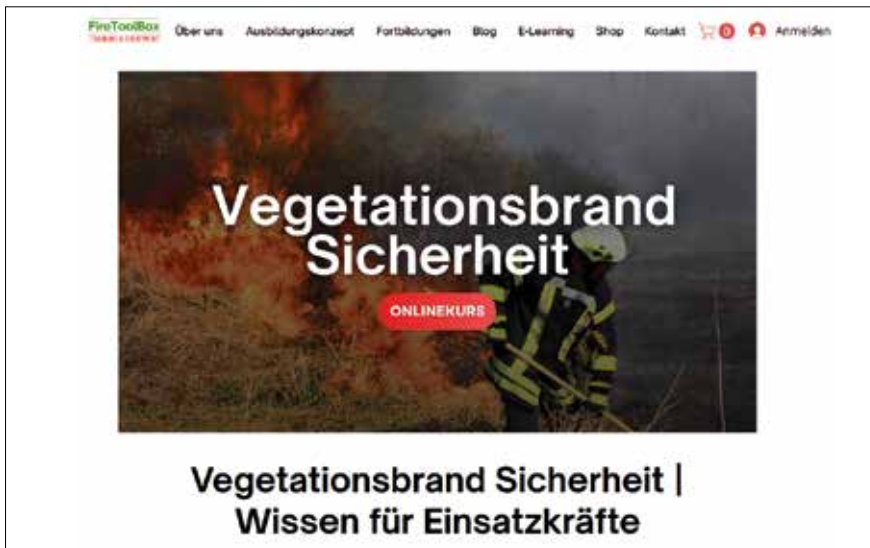 FireToolBox
Über uns Ausbildungskonzept Fortbildungen Blog E-Learning Shop Kontakt 0 Anmelden
Vegetationsbrand
Sicherheit
ONLINEKURS
Vegetationsbrand Sicherheit |
Wissen für Einsatzkräfte